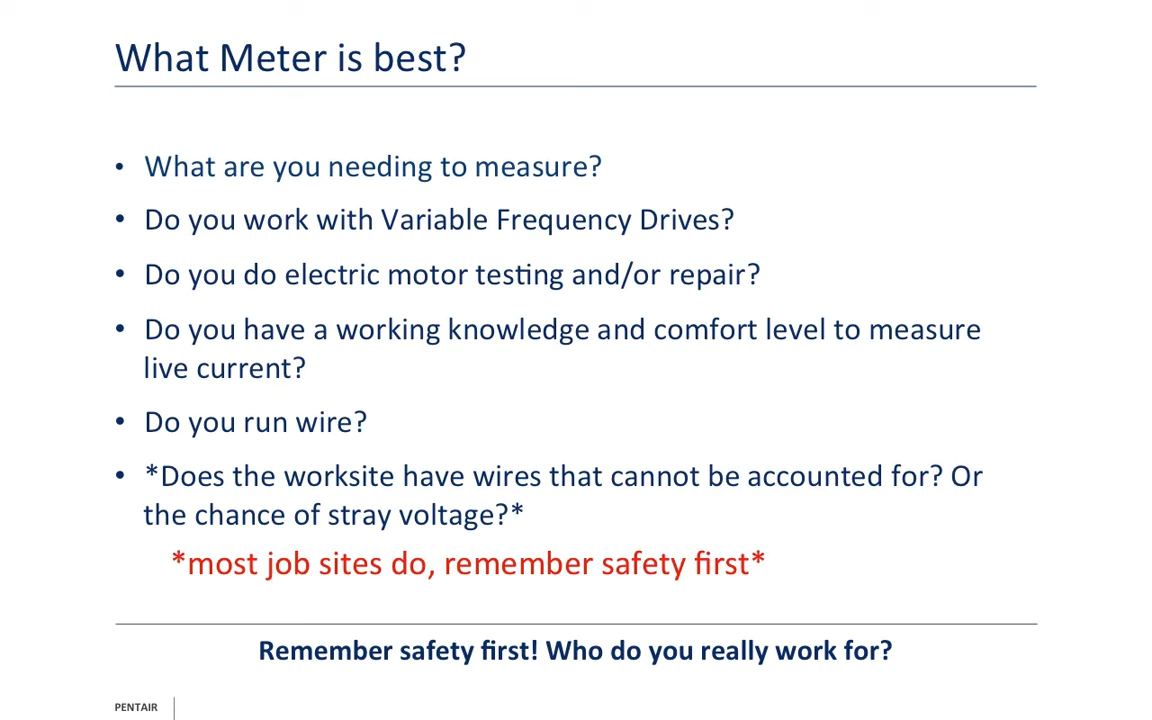 What Meter is best?
• What are you needing to measure?
• Do you work with Variable Frequency Drives?
• Do you do electric motor testing and/or repair?
• Do you have a working knowledge and comfort level to measure
live current?
• Do you run wire?
• *Does the worksite have wires that cannot be accounted for? Or
the chance of stray voltage?*
*most job sites do, remember safety first*
Remember safety first! Who do you really work for?
PENTAIR